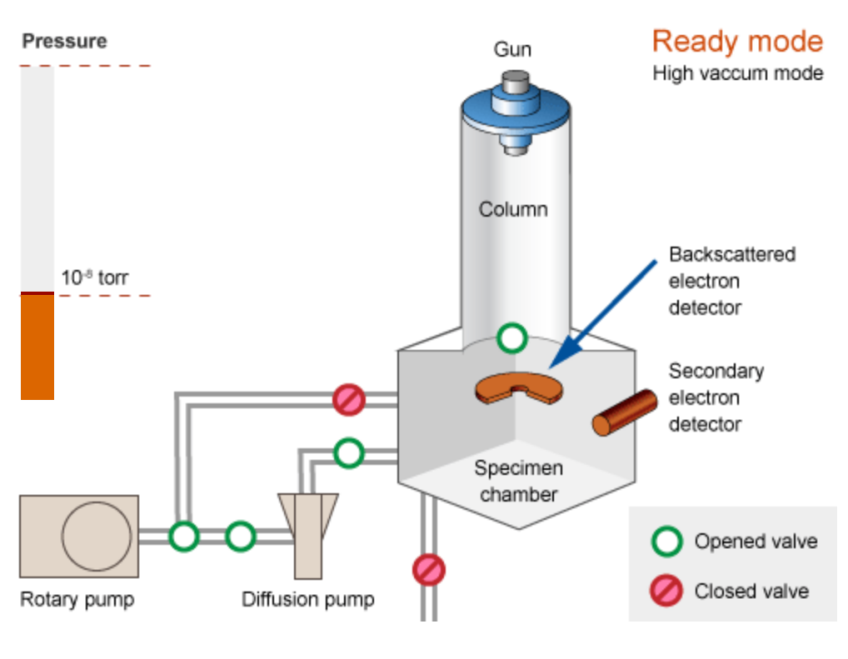 Pressure
Ready mode
High vaccum mode
Gun
Column
10⁻⁸ torr
Backscattered
electron
detector
Secondary
electron
detector
Specimen
chamber
Opened valve
Closed valve
Rotary pump
Diffusion pump